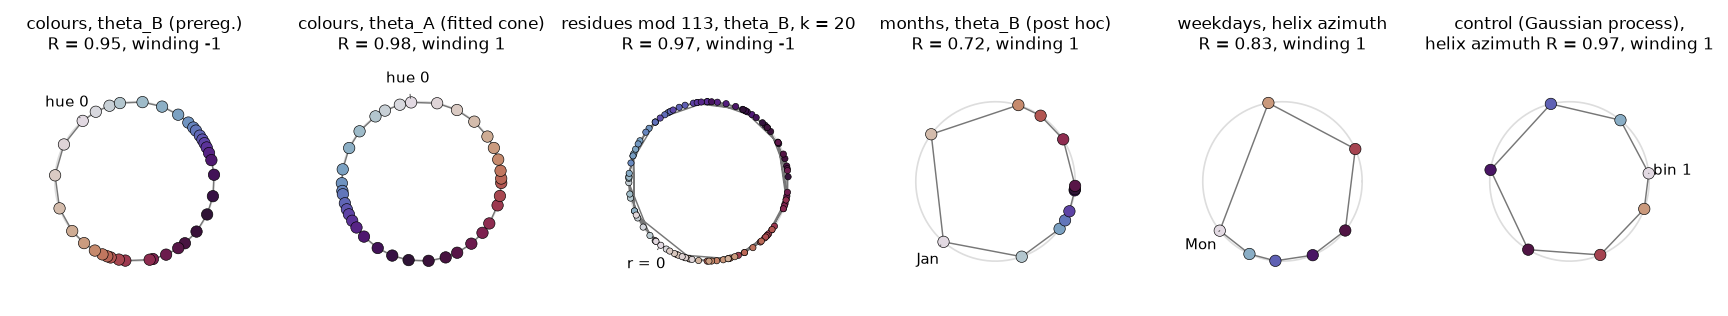 colours, theta_B (prereg.)
R = 0.95, winding -1
hue 0
colours, theta_A (fitted cone)
R = 0.98, winding 1
hue 0
residues mod 113, theta_B, k = 20
R = 0.97, winding -1
r = 0
months, theta_B (post hoc)
R = 0.72, winding 1
Jan
weekdays, helix azimuth
R = 0.83, winding 1
Mon
control (Gaussian process),
helix azimuth R = 0.97, winding 1
bin 1